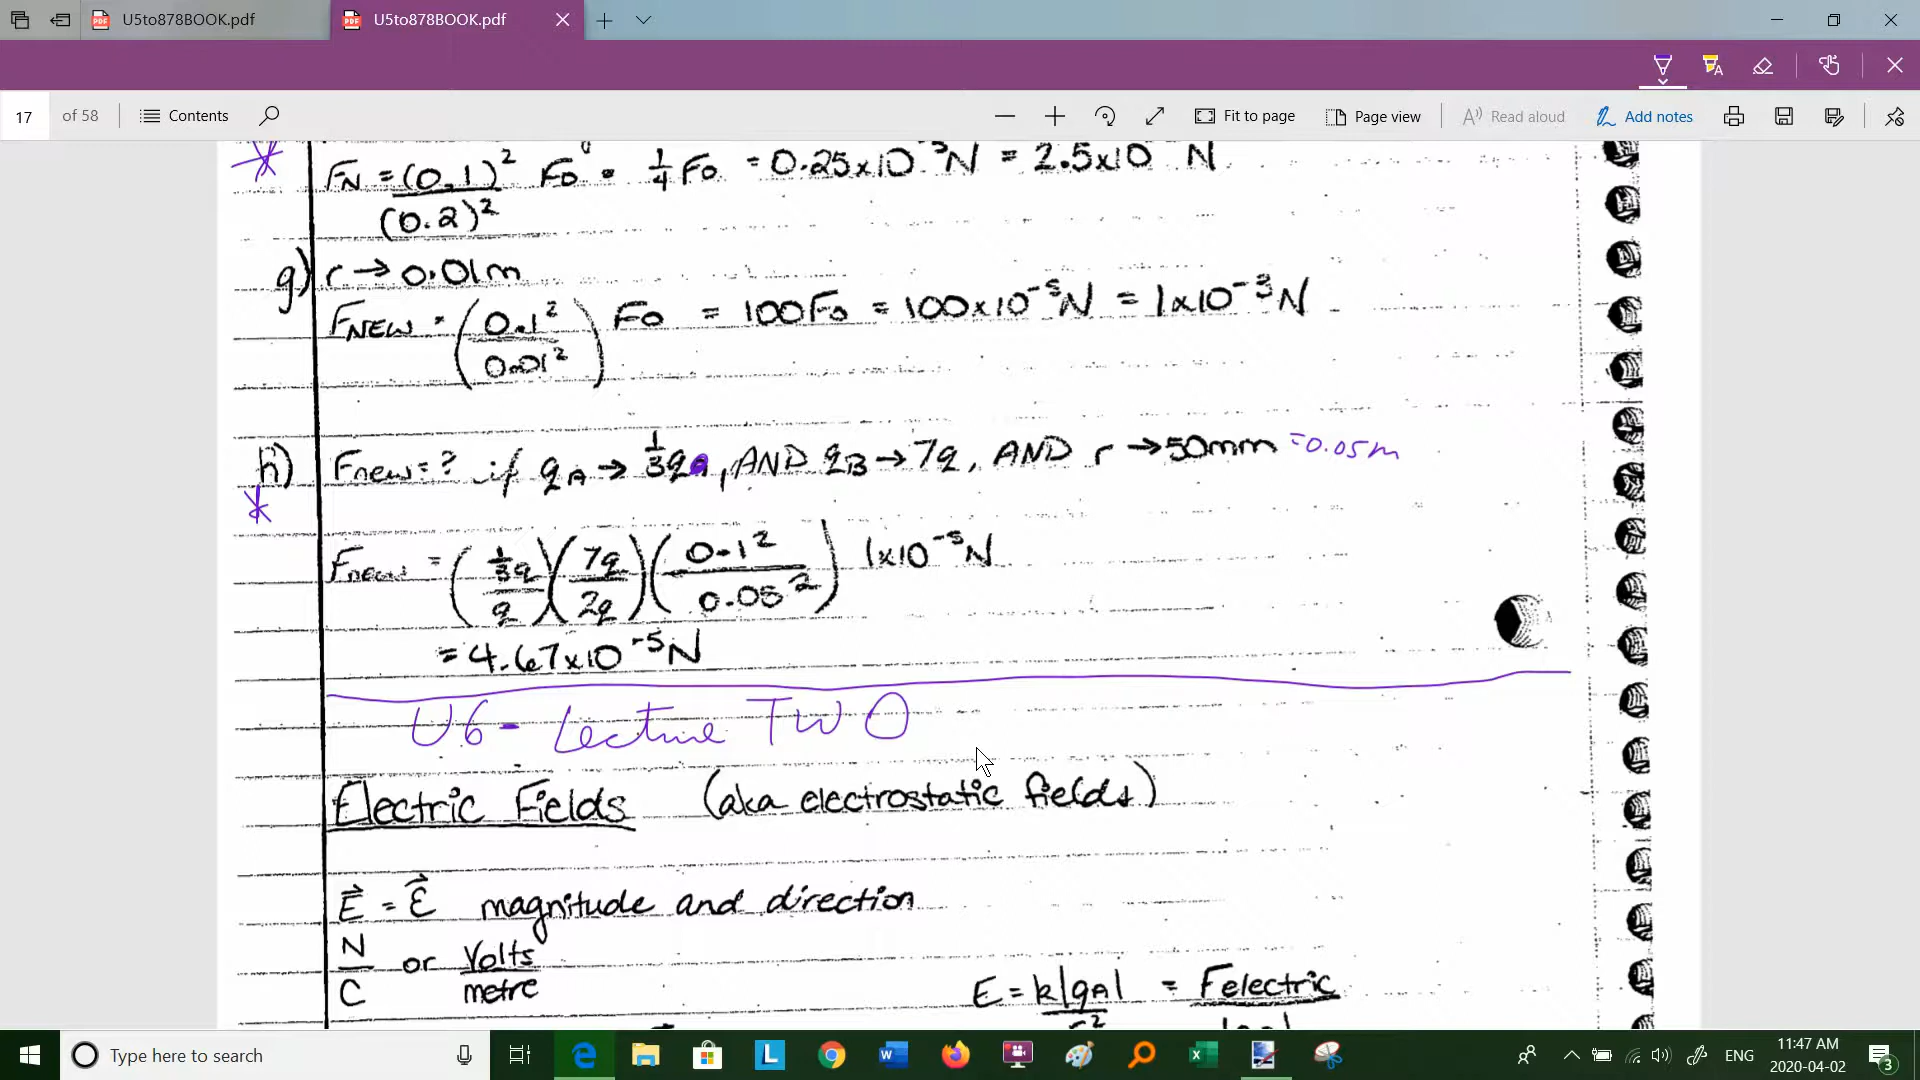 U5to878BOOK.pdf
U5to878BOOK.pdf
17 of 58
Contents
Fit to page
Page view
Read aloud
Add notes
FN = (0.1)² Fo = 1/4 Fo = 0.25x10 N = 2.5x10 N
(0.2)²
g) r → 0.01m
FNEW = (0.1² / 0.01²) Fo = 100Fo = 100x10⁻⁵N = 1x10⁻³N
h) Fnew = ? if qA → 1/3q, AND qB → 7q, AND r → 50mm = 0.05m
Fnew = (1/3q / q)(7q / 2q)(0.1² / 0.05²) 1x10⁻⁵N
= 4.67x10⁻⁵N
U6 - Lecture TWO
Electric Fields (aka electrostatic fields)
E⃗ = Ɛ⃗ magnitude and direction
N/C or Volts/metre
E = k|qA| / r² = Felectric
Type here to search
ENG
11:47 AM
2020-04-02
3